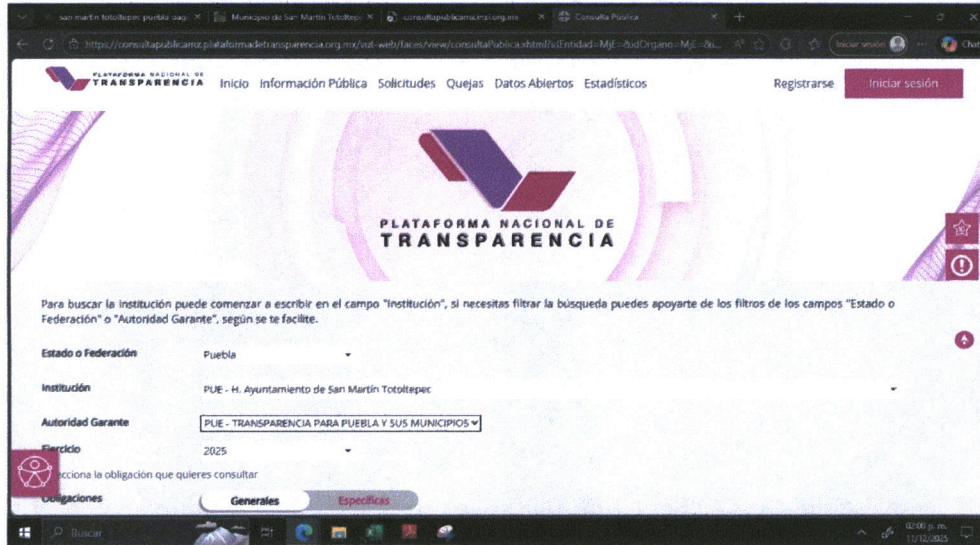 san martin totoltepec puebla pag
Municipio de San Martín Totoltepe
consultapublicamx.inai.org.mx
Consulta Pública
https://consultapublicamx.plataformadetransparencia.org.mx/vut-web/faces/view/consultaPublica.xhtml?idEntidad=
Iniciar sesión
Chat
PLATAFORMA NACIONAL DE
TRANSPARENCIA
Inicio Información Pública Solicitudes Quejas Datos Abiertos Estadísticos Registrarse Iniciar sesión
PLATAFORMA NACIONAL DE
TRANSPARENCIA
Para buscar la institución puede comenzar a escribir en el campo "Institución", si necesitas filtrar la búsqueda puedes apoyarte de los filtros de los campos "Estado o
Federación" o "Autoridad Garante", según se te facilite.
Estado o Federación Puebla
Institución PUE - H. Ayuntamiento de San Martín Totoltepec
Autoridad Garante PUE - TRANSPARENCIA PARA PUEBLA Y SUS MUNICIPIOS
Ejercicio 2025
ecciona la obligación que quieres consultar
Obligaciones Generales Específicas
Buscar
02:00 p. m.
11/12/2025